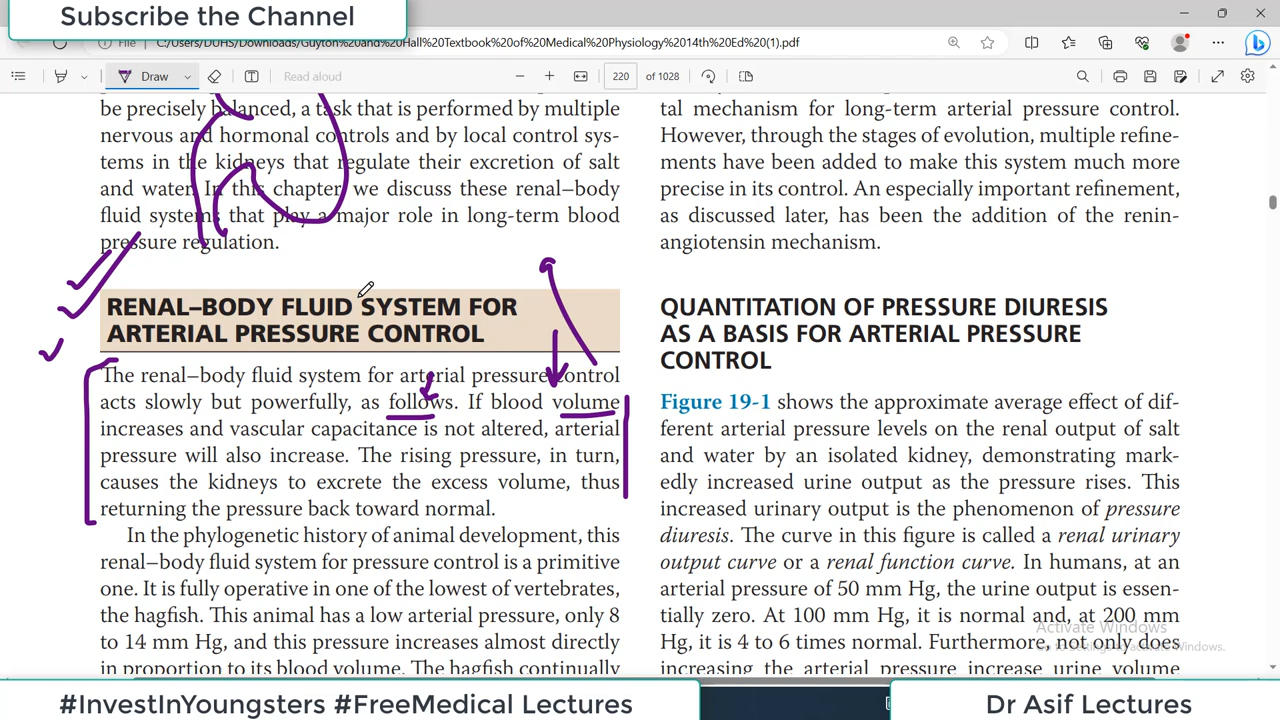 Subscribe the Channel
File
C:/Users/DUHS/Downloads/Guyton%20and%20Hall%20Textbook%20of%20Medical%20Physiology%2014th%20Ed%20(1).pdf
Draw
Read aloud
220 of 1028
be precisely balanced, a task that is performed by multiple
nervous and hormonal controls and by local control sys-
tems in the kidneys that regulate their excretion of salt
and water. In this chapter, we discuss these renal–body
fluid systems that play a major role in long-term blood
pressure regulation.
RENAL–BODY FLUID SYSTEM FOR
ARTERIAL PRESSURE CONTROL
The renal–body fluid system for arterial pressure control
acts slowly but powerfully, as follows. If blood volume
increases and vascular capacitance is not altered, arterial
pressure will also increase. The rising pressure, in turn,
causes the kidneys to excrete the excess volume, thus
returning the pressure back toward normal.
In the phylogenetic history of animal development, this
renal–body fluid system for pressure control is a primitive
one. It is fully operative in one of the lowest of vertebrates,
the hagfish. This animal has a low arterial pressure, only 8
to 14 mm Hg, and this pressure increases almost directly
in proportion to its blood volume. The hagfish continually
tal mechanism for long-term arterial pressure control.
However, through the stages of evolution, multiple refine-
ments have been added to make this system much more
precise in its control. An especially important refinement,
as discussed later, has been the addition of the renin-
angiotensin mechanism.
QUANTITATION OF PRESSURE DIURESIS
AS A BASIS FOR ARTERIAL PRESSURE
CONTROL
Figure 19-1 shows the approximate average effect of dif-
ferent arterial pressure levels on the renal output of salt
and water by an isolated kidney, demonstrating mark-
edly increased urine output as the pressure rises. This
increased urinary output is the phenomenon of pressure
diuresis. The curve in this figure is called a renal urinary
output curve or a renal function curve. In humans, at an
arterial pressure of 50 mm Hg, the urine output is essen-
tially zero. At 100 mm Hg, it is normal and, at 200 mm
Hg, it is 4 to 6 times normal. Furthermore, not only does
increasing the arterial pressure increase urine volume
Activate Windows
Go to Settings to activate Windows.
#InvestInYoungsters #FreeMedical Lectures
Dr Asif Lectures